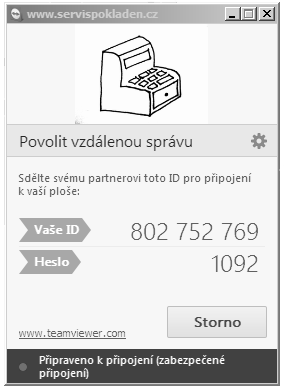 www.servispokladen.cz
Povolit vzdálenou správu
Sdělte svému partnerovi toto ID pro připojení
k vaší ploše:
Vaše ID 802 752 769
Heslo 1092
www.teamviewer.com Storno
Připraveno k připojení (zabezpečené
připojení)